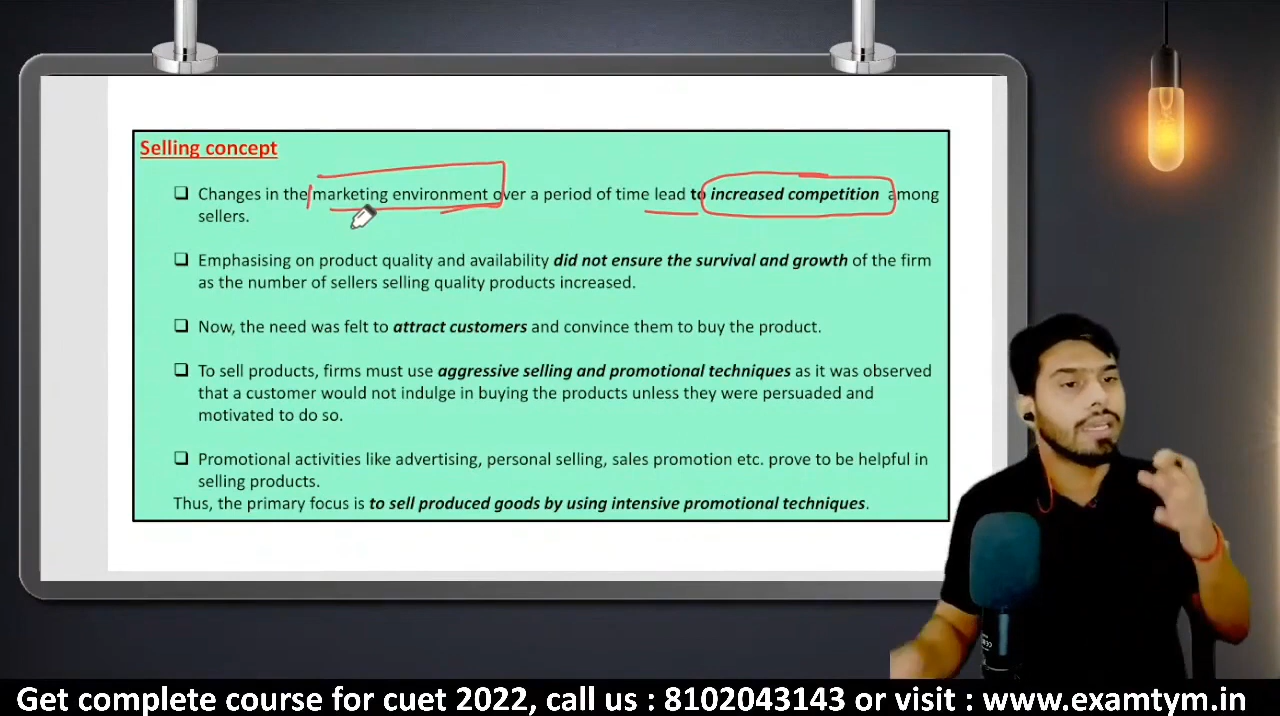 Selling concept
❑ Changes in the marketing environment over a period of time lead to increased competition among
sellers.
❑ Emphasising on product quality and availability did not ensure the survival and growth of the firm
as the number of sellers selling quality products increased.
❑ Now, the need was felt to attract customers and convince them to buy the product.
❑ To sell products, firms must use aggressive selling and promotional techniques as it was observed
that a customer would not indulge in buying the products unless they were persuaded and
motivated to do so.
❑ Promotional activities like advertising, personal selling, sales promotion etc. prove to be helpful in
selling products.
Thus, the primary focus is to sell produced goods by using intensive promotional techniques.
Get complete course for cuet 2022, call us : 8102043143 or visit : www.examtym.in